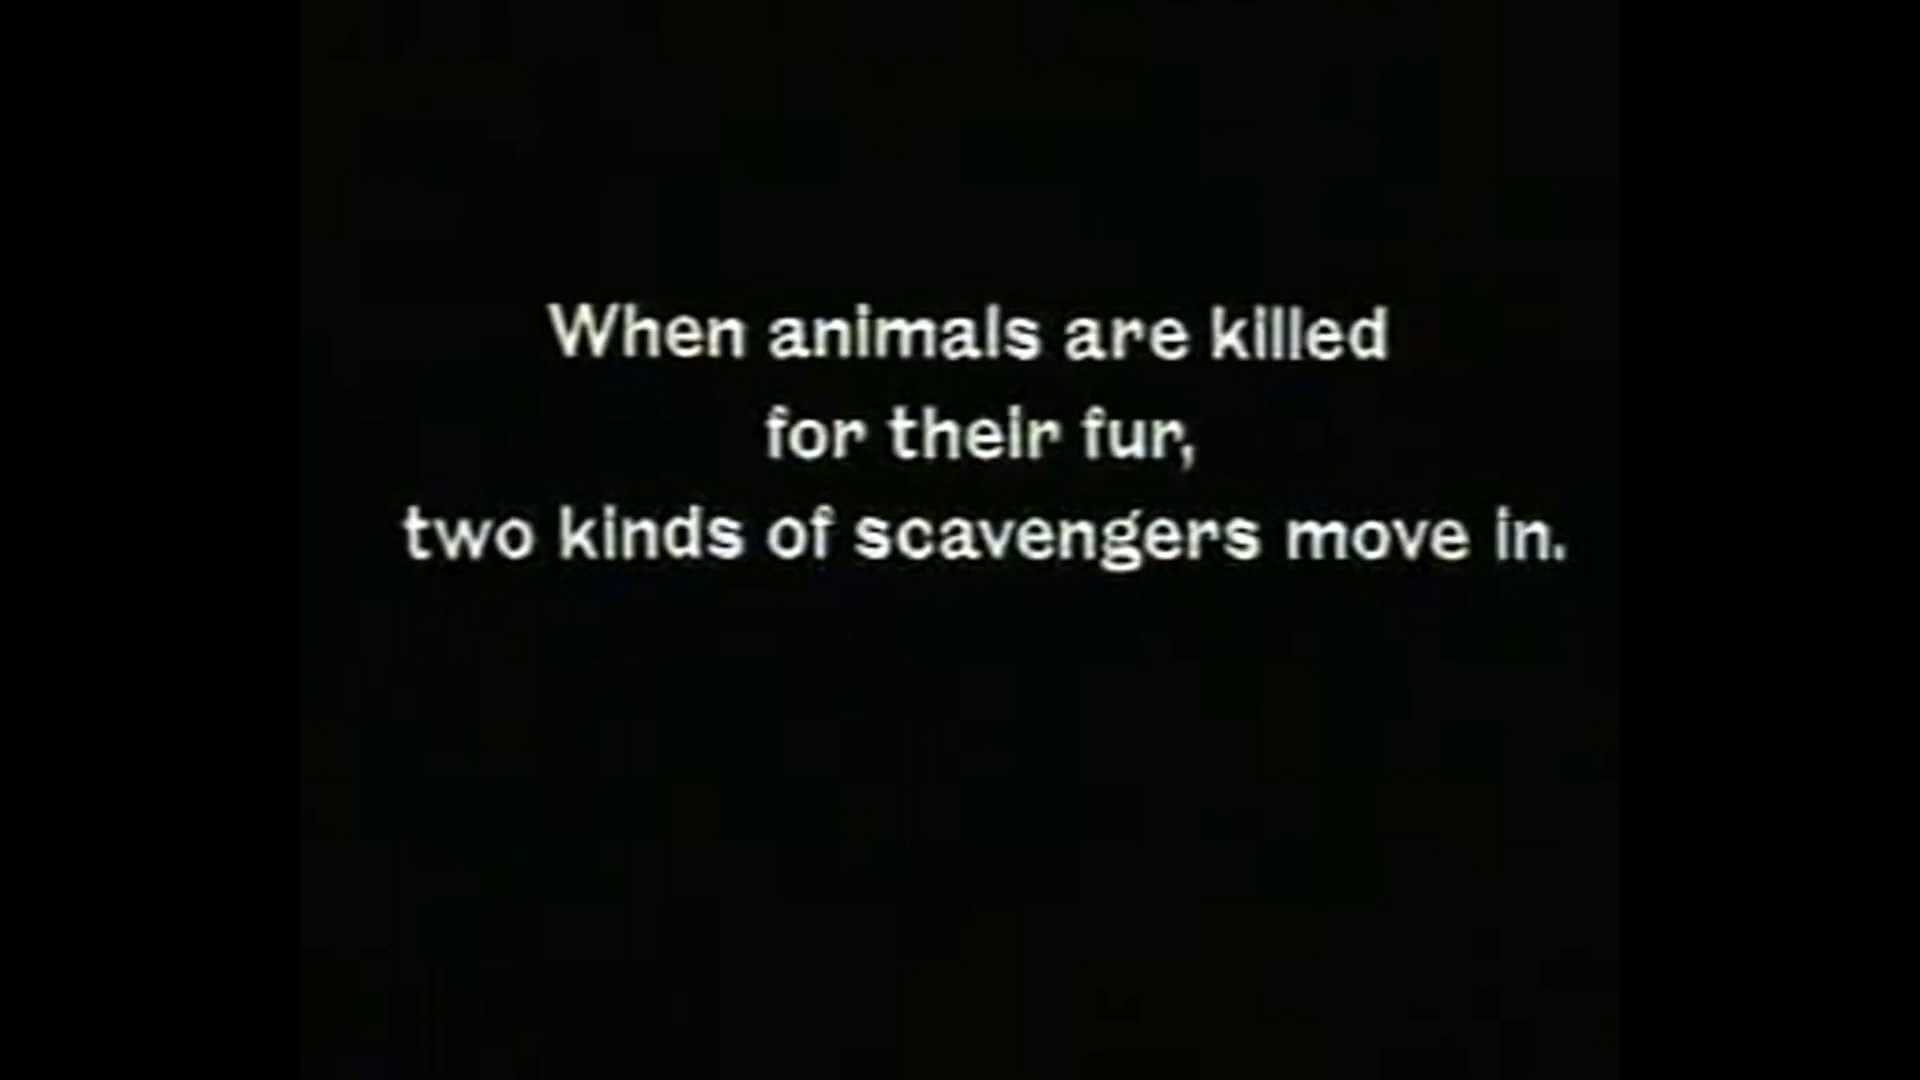 When animals are killed
for their fur,
two kinds of scavengers move in.